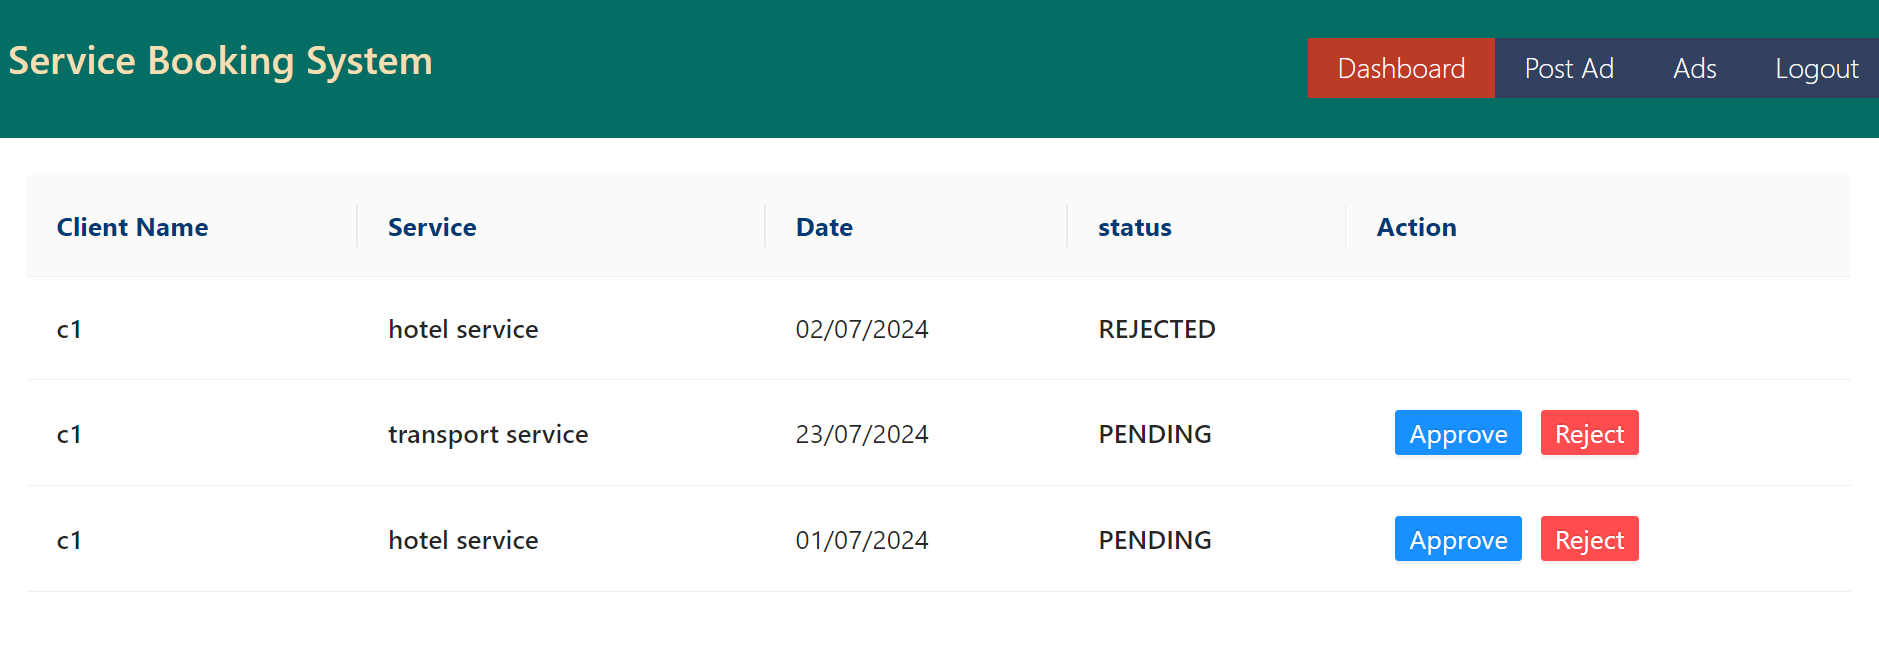 Service Booking System
Dashboard Post Ad Ads Logout
Client Name Service Date status Action
c1 hotel service 02/07/2024 REJECTED
c1 transport service 23/07/2024 PENDING Approve Reject
c1 hotel service 01/07/2024 PENDING Approve Reject